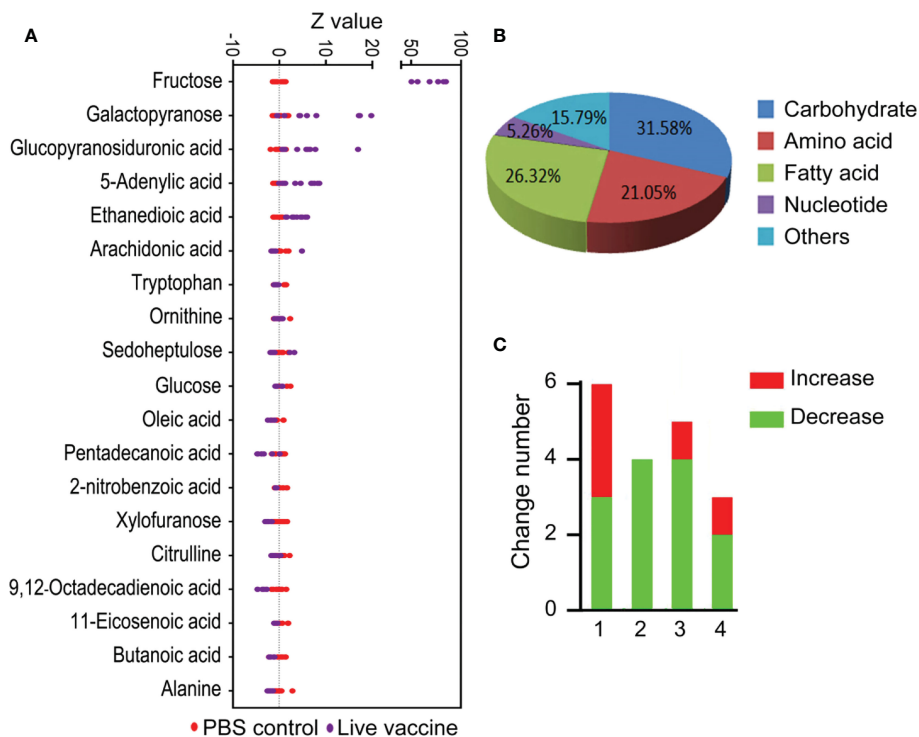 A
Z value
-10
0
10
20
50
100
Fructose
Galactopyranose
Glucopyranosiduronic acid
5-Adenylic acid
Ethanedioic acid
Arachidonic acid
Tryptophan
Ornithine
Sedoheptulose
Glucose
Oleic acid
Pentadecanoic acid
2-nitrobenzoic acid
Xylofuranose
Citrulline
9,12-Octadecadienoic acid
11-Eicosenoic acid
Butanoic acid
Alanine
PBS control Live vaccine
B
15.79%
31.58%
5.26%
26.32%
21.05%
Carbohydrate
Amino acid
Fatty acid
Nucleotide
Others
C
Change number
6
4
2
0
1 2 3 4
Increase
Decrease